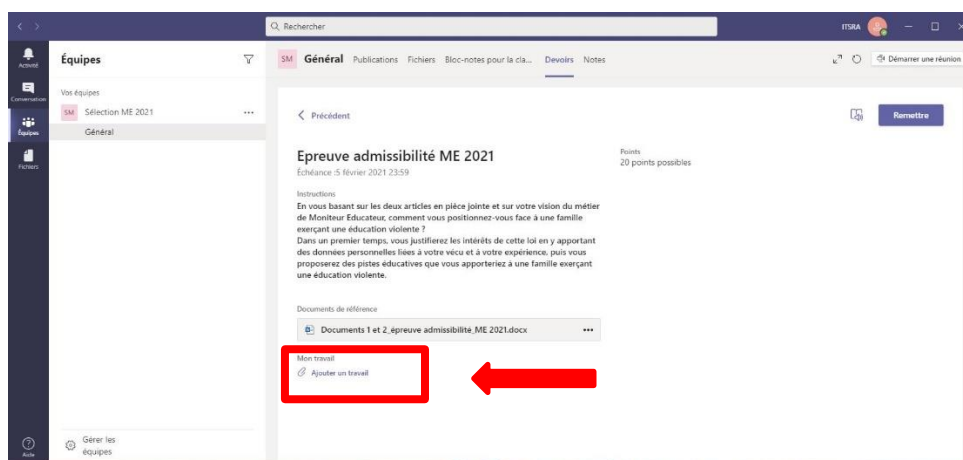 Rechercher
ITSRA
Activité
Conversation
Équipes
Fichiers
Aide
Équipes
Vos équipes
SM Sélection ME 2021 ...
Général
Gérer les
équipes
SM Général Publications Fichiers Bloc-notes pour la cla... Devoirs Notes
Démarrer une réunion
Précédent
Remettre
Epreuve admissibilité ME 2021
Échéance :5 février 2021 23:59
Points
20 points possibles
Instructions
En vous basant sur les deux articles en pièce jointe et sur votre vision du métier
de Moniteur Educateur, comment vous positionnez-vous face à une famille
exerçant une éducation violente ?
Dans un premier temps, vous justifierez les intérêts de cette loi en y apportant
des données personnelles liées à votre vécu et à votre expérience, puis vous
proposerez des pistes éducatives que vous apporteriez à une famille exerçant
une éducation violente.
Documents de référence
Documents 1 et 2_épreuve admissibilité_ME 2021.docx ...
Mon travail
Ajouter un travail